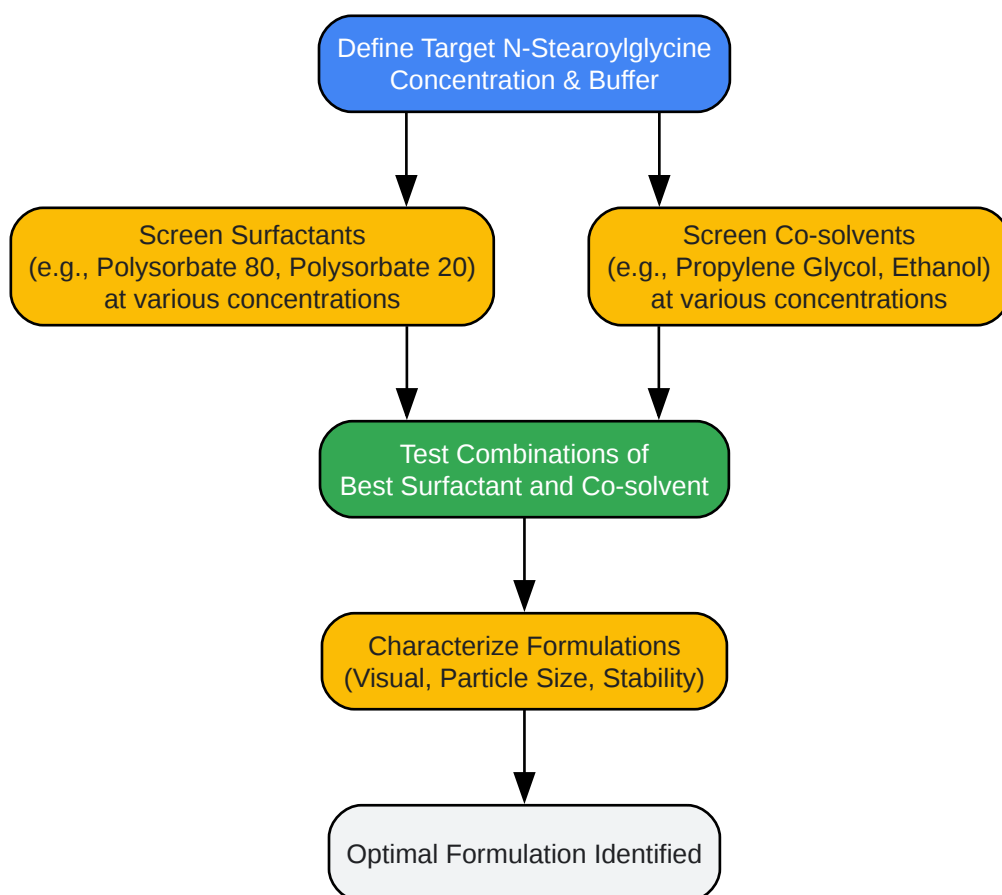 Define Target N-Stearoylglycine
Concentration & Buffer
Screen Surfactants
(e.g., Polysorbate 80, Polysorbate 20)
at various concentrations
Screen Co-solvents
(e.g., Propylene Glycol, Ethanol)
at various concentrations
Test Combinations of
Best Surfactant and Co-solvent
Characterize Formulations
(Visual, Particle Size, Stability)
Optimal Formulation Identified